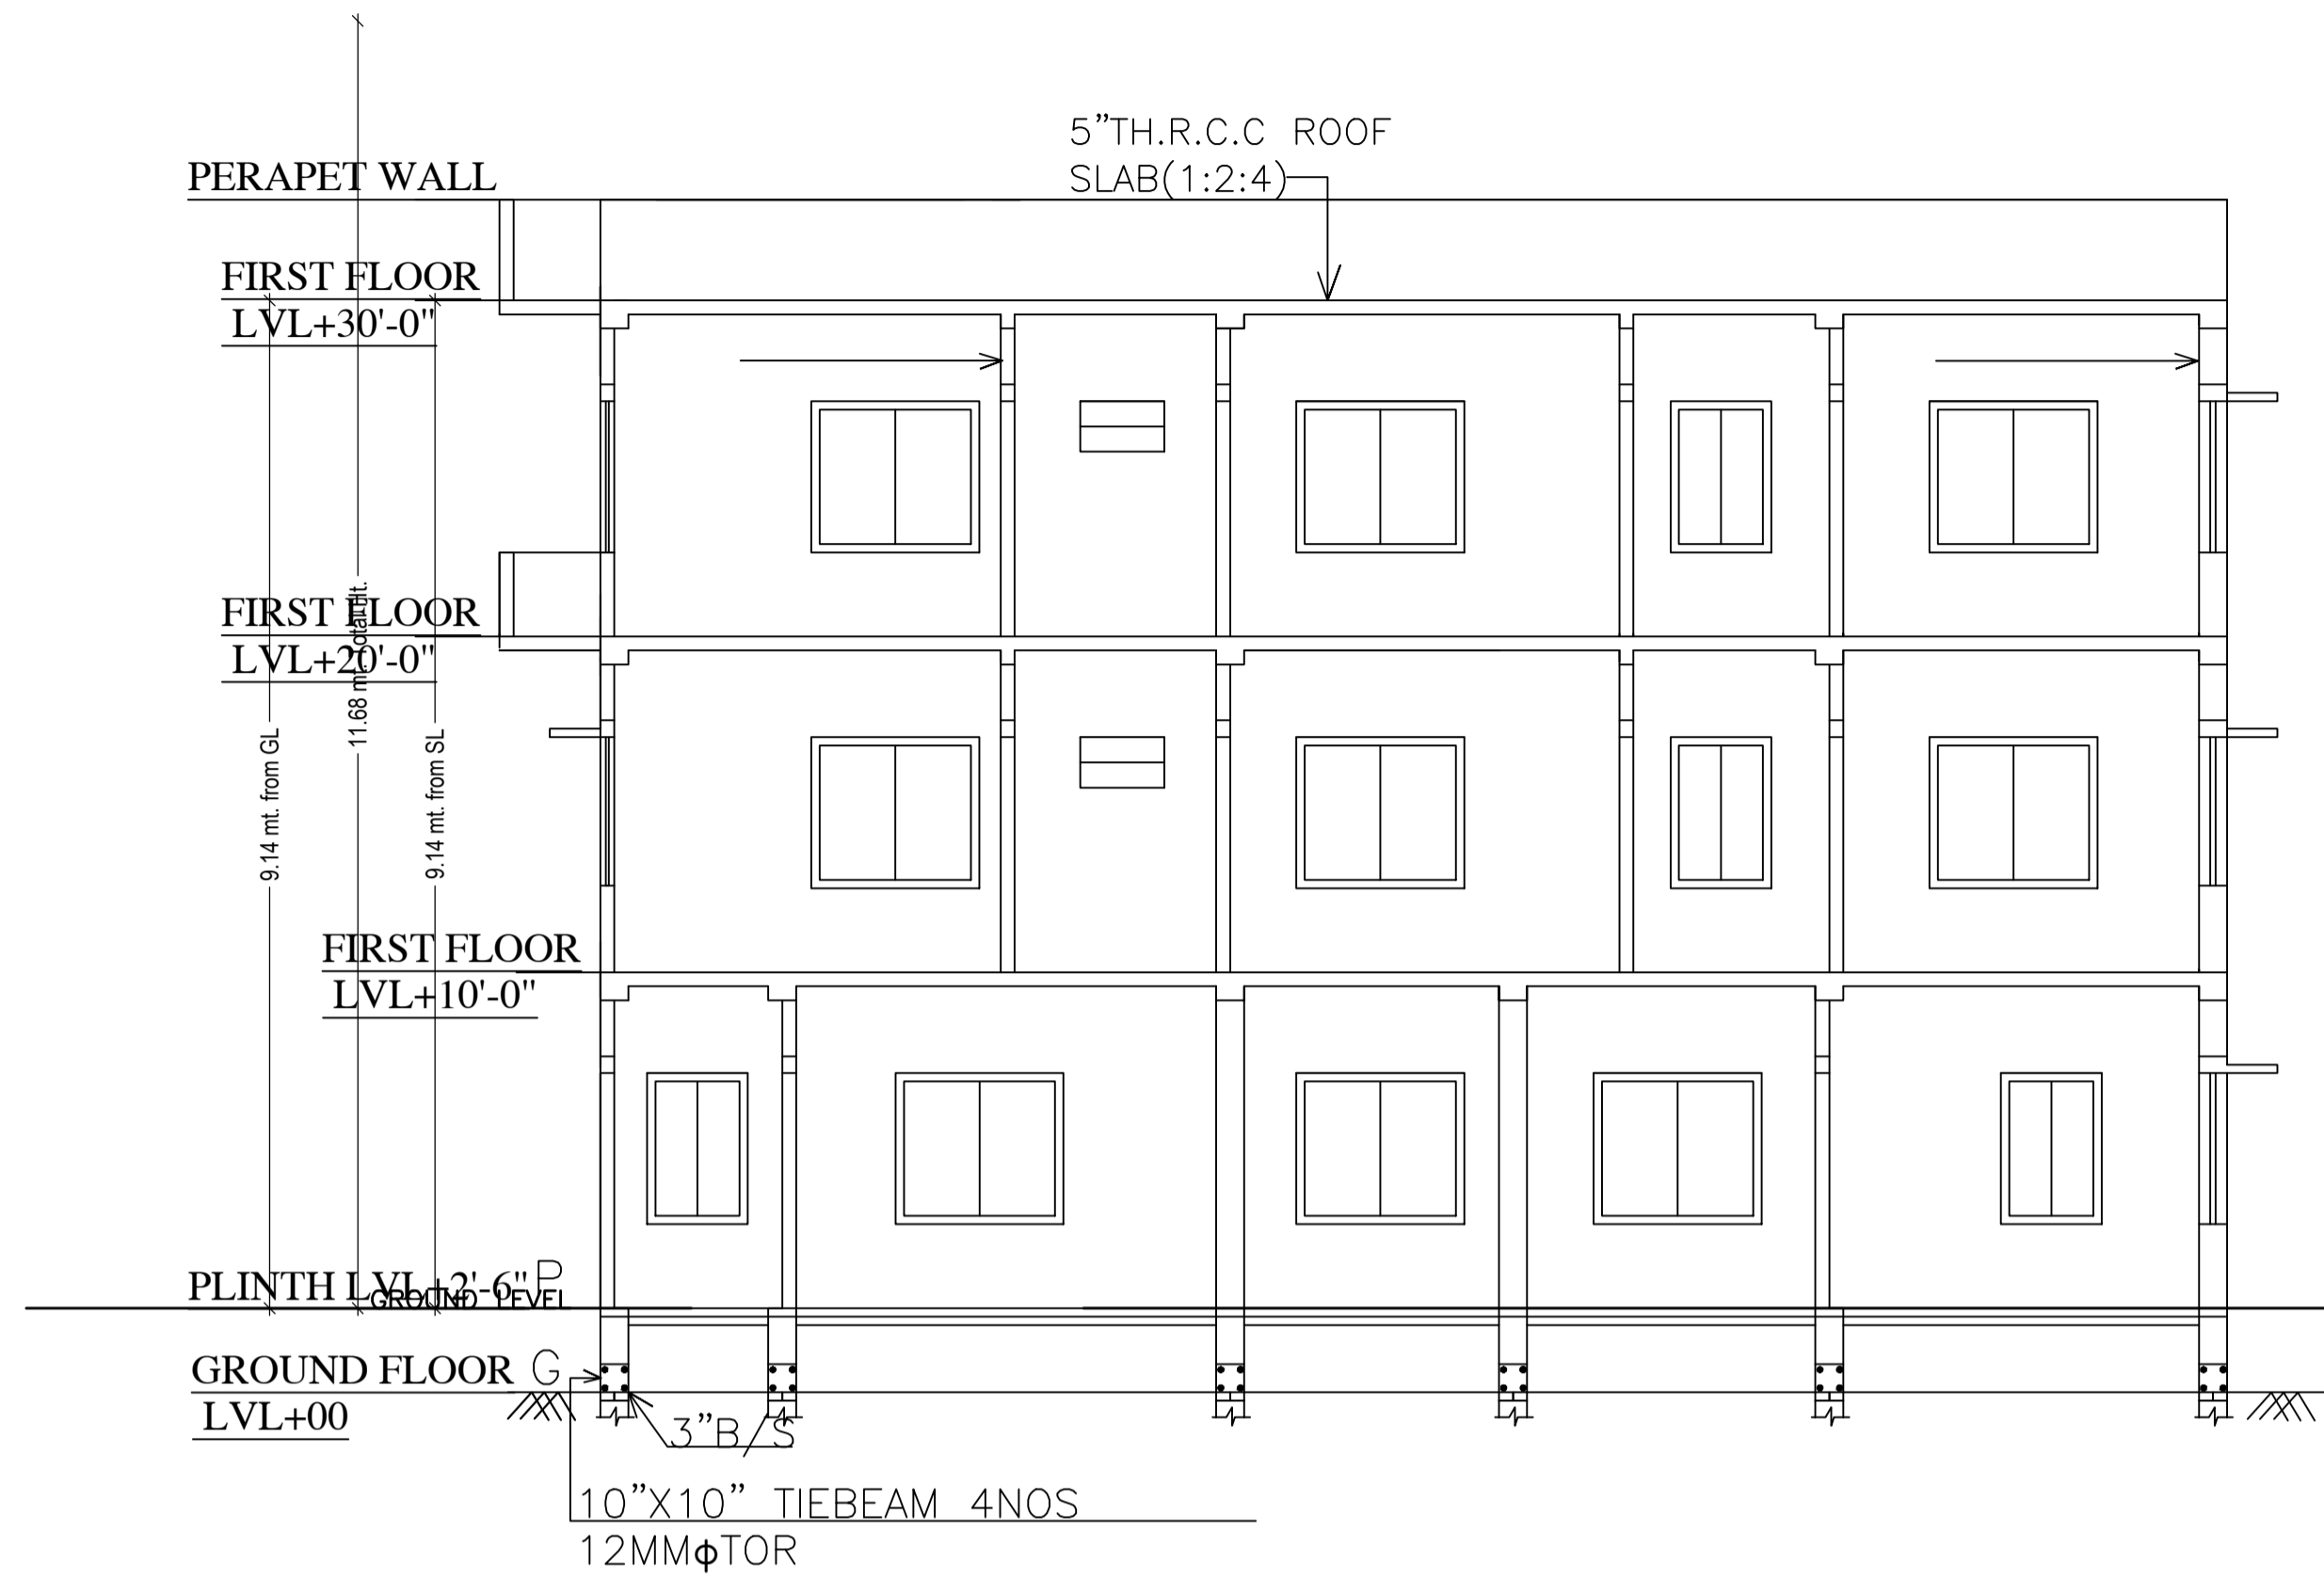 5"TH.R.C.C ROOF
SLAB(1:2:4)
PERAPET WALL
FIRST FLOOR
LVL+30'-0"
FIRST FLOOR
LVL+20'-0"
11.68 mt. Total hit.
9.14 mt. from GL
9.14 mt. from SL
FIRST FLOOR
LVL+10'-0"
PLINTH LVL+2'-6" P
GROUND LEVEL
GROUND FLOOR G
LVL+00
3"B/S
10"X10" TIEBEAM 4NOS
12MMϕTOR